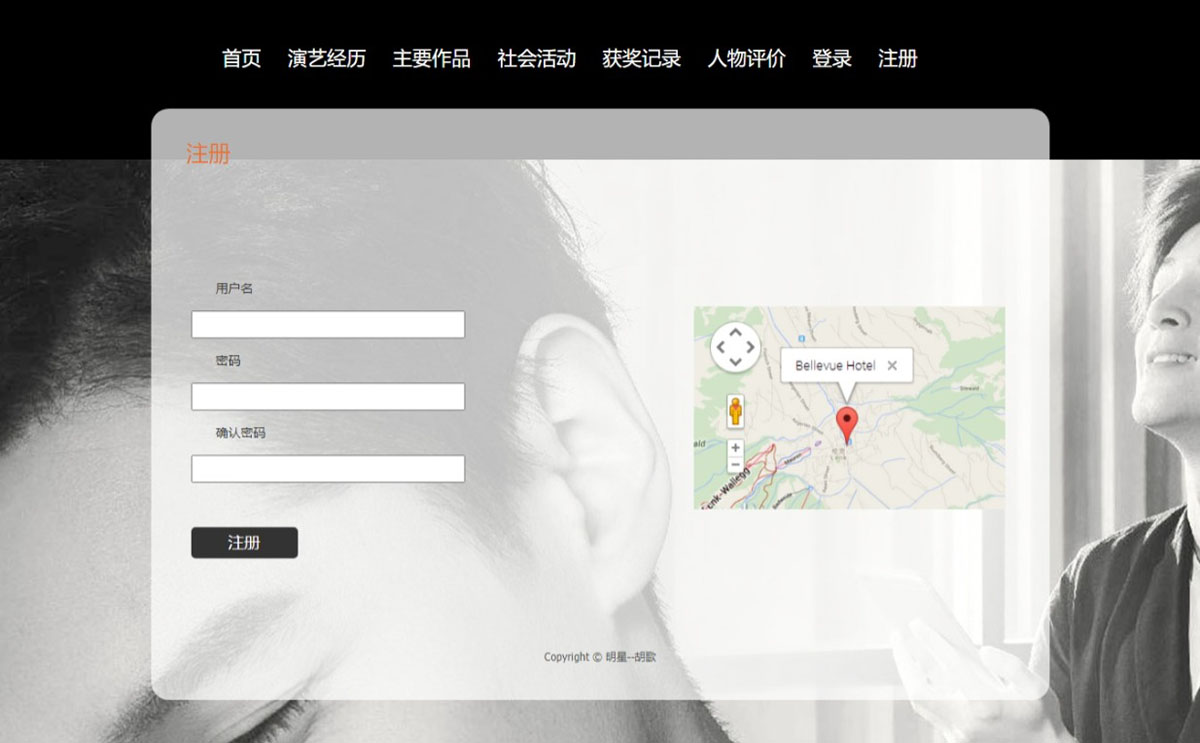 首页 演艺经历 主要作品 社会活动 获奖记录 人物评价 登录 注册
注册
用户名
密码
确认密码
注册
Bellevue Hotel
Copyright © 明星--胡歌